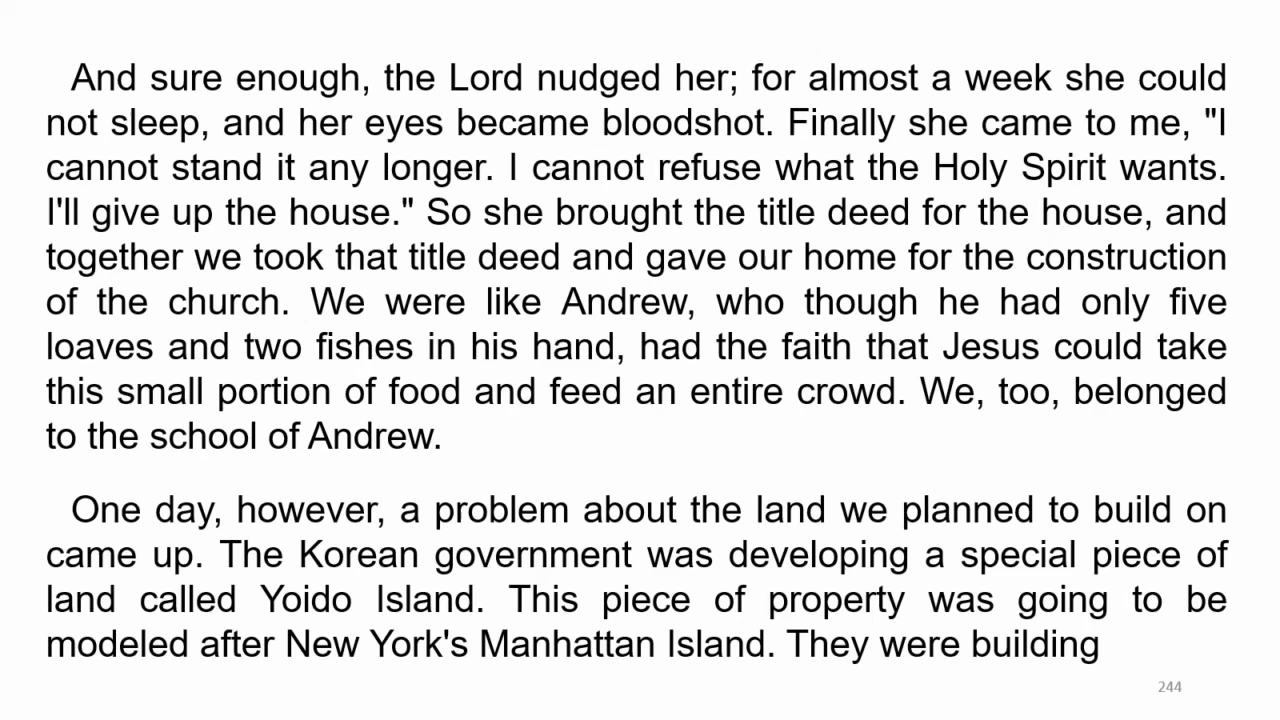 And sure enough, the Lord nudged her; for almost a week she could
not sleep, and her eyes became bloodshot. Finally she came to me, "I
cannot stand it any longer. I cannot refuse what the Holy Spirit wants.
I'll give up the house." So she brought the title deed for the house, and
together we took that title deed and gave our home for the construction
of the church. We were like Andrew, who though he had only five
loaves and two fishes in his hand, had the faith that Jesus could take
this small portion of food and feed an entire crowd. We, too, belonged
to the school of Andrew.
One day, however, a problem about the land we planned to build on
came up. The Korean government was developing a special piece of
land called Yoido Island. This piece of property was going to be
modeled after New York's Manhattan Island. They were building
244